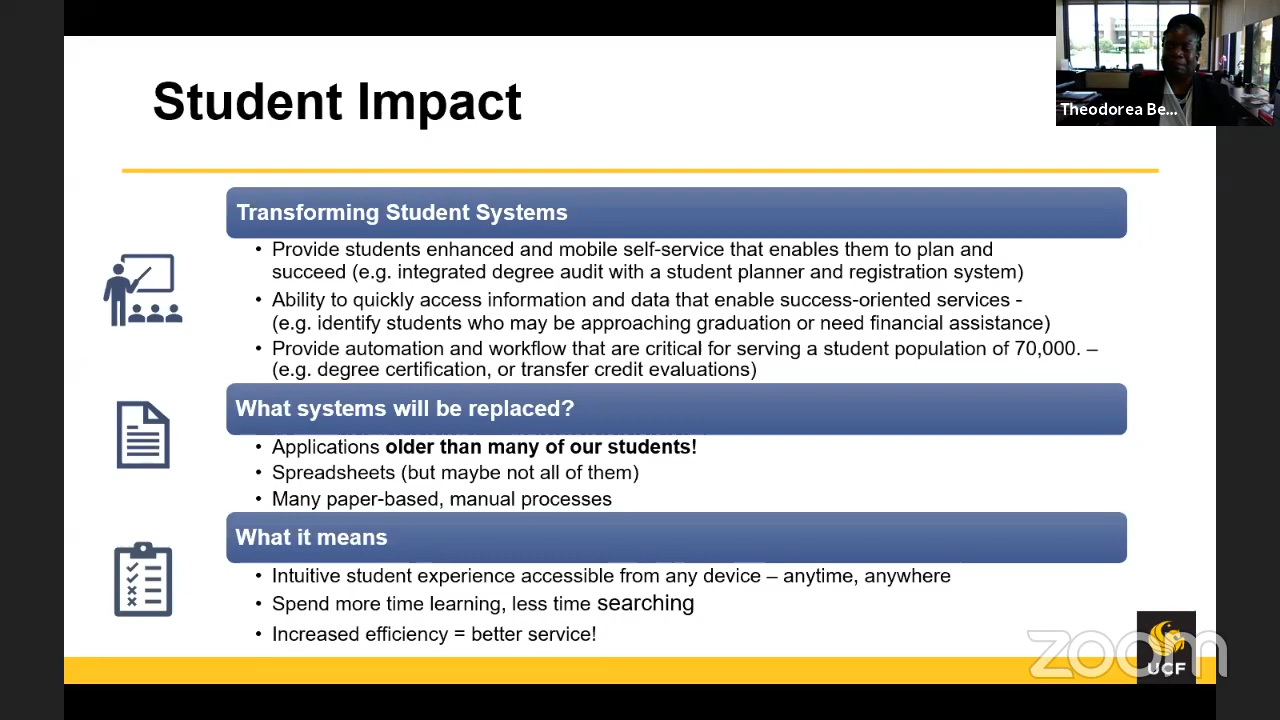 Student Impact
Theodorea Be...
Transforming Student Systems
• Provide students enhanced and mobile self-service that enables them to plan and
succeed (e.g. integrated degree audit with a student planner and registration system)
• Ability to quickly access information and data that enable success-oriented services -
(e.g. identify students who may be approaching graduation or need financial assistance)
• Provide automation and workflow that are critical for serving a student population of 70,000. –
(e.g. degree certification, or transfer credit evaluations)
What systems will be replaced?
• Applications older than many of our students!
• Spreadsheets (but maybe not all of them)
• Many paper-based, manual processes
What it means
• Intuitive student experience accessible from any device – anytime, anywhere
• Spend more time learning, less time searching
• Increased efficiency = better service!
zoom
UCF